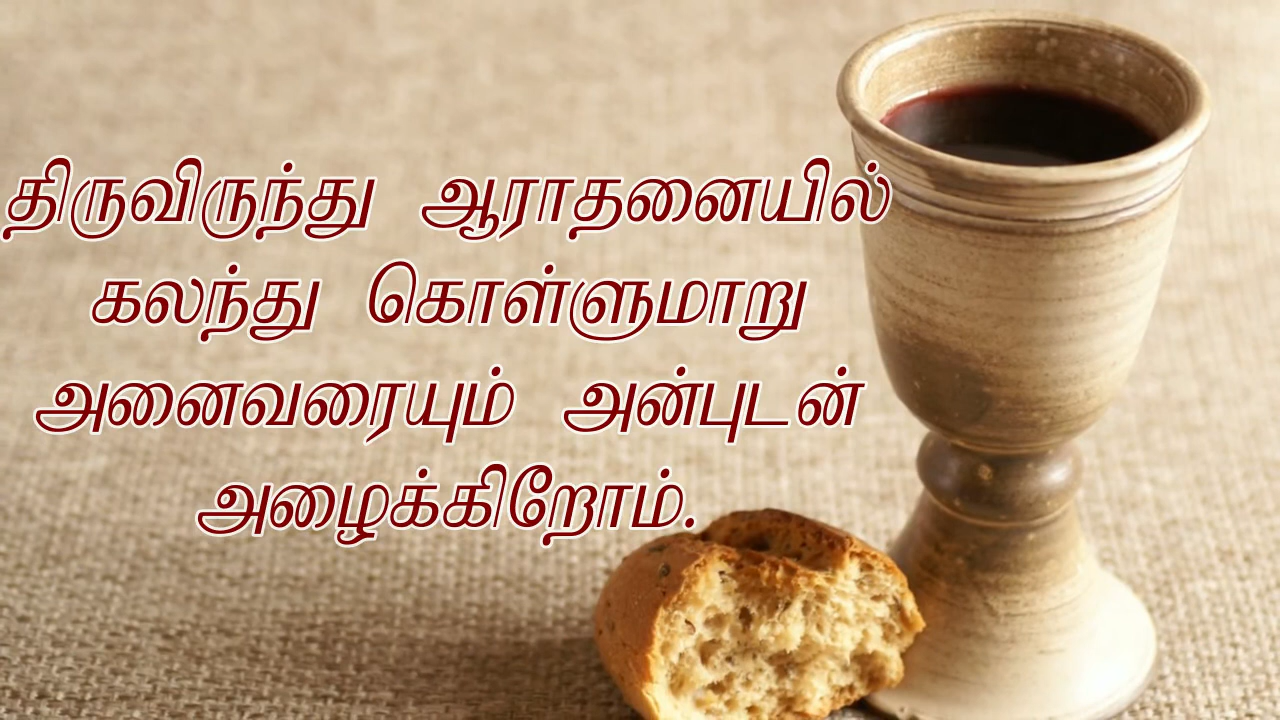 திருவிருந்து ஆராதனையில்
கலந்து கொள்ளுமாறு
அனைவரையும் அன்புடன்
அழைக்கிறோம்.